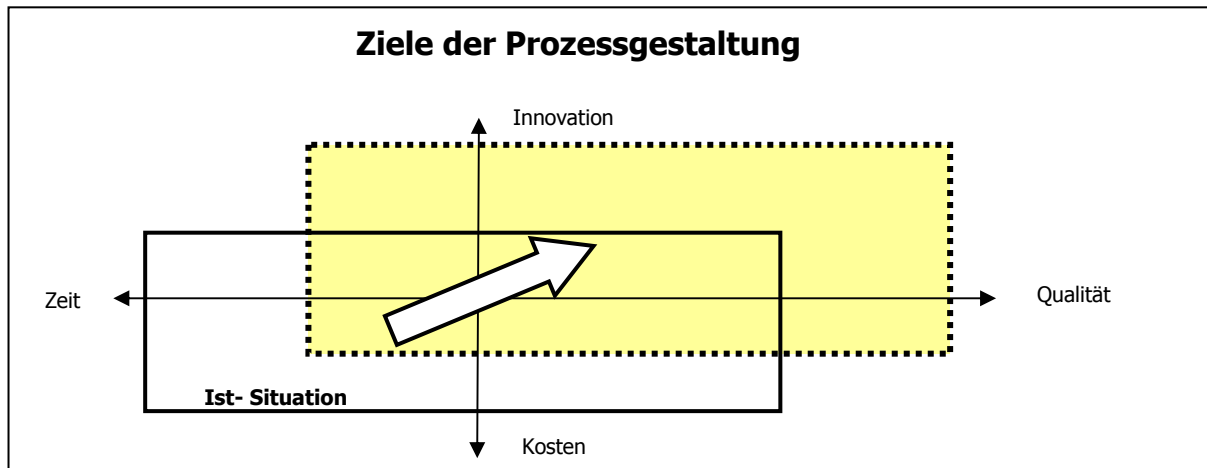 Ziele der Prozessgestaltung
Innovation
Zeit
Qualität
Ist- Situation
Kosten